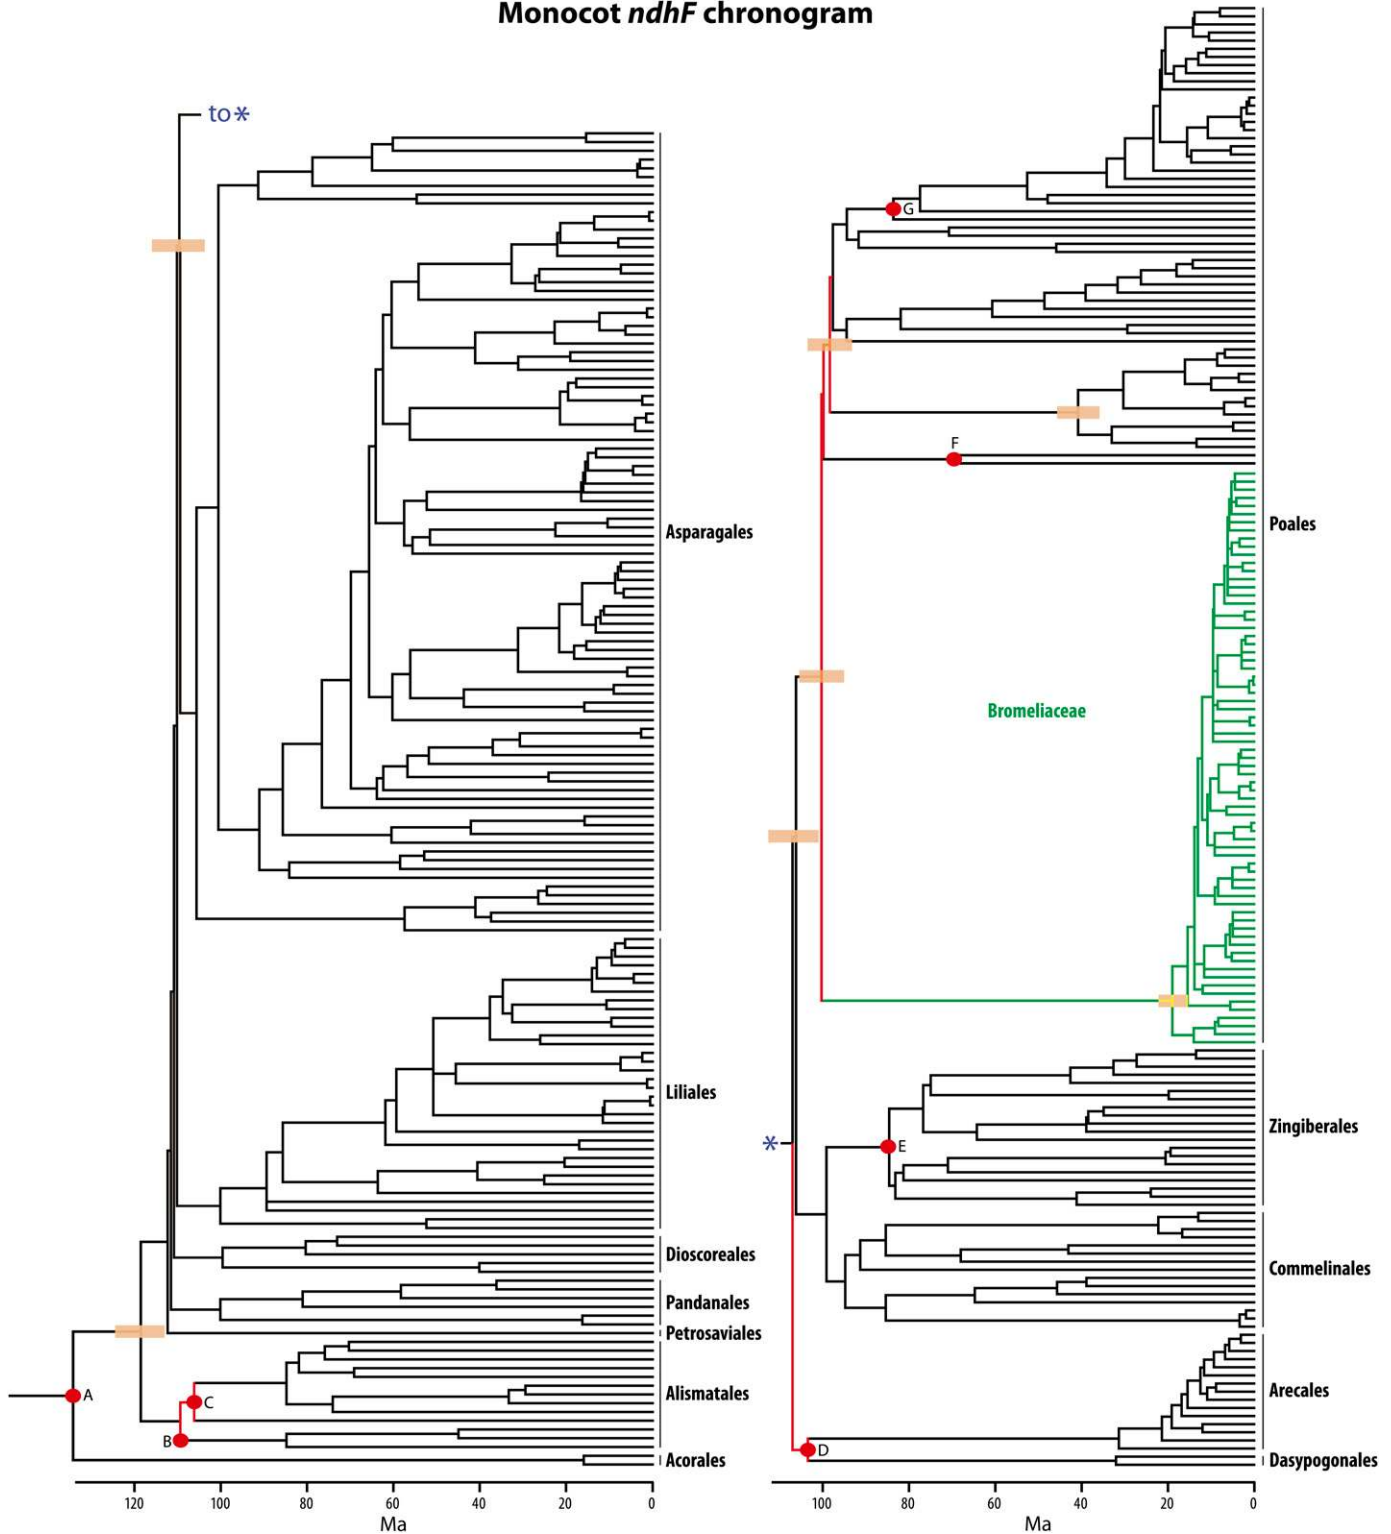 Monocot ndhF chronogram
to*
G
F
Asparagales
Poales
Bromeliaceae
Liliales
Zingiberales
*
E
Dioscoreales
Commelinales
Pandanales
Petrosaviales
Alismatales
Arecales
A
C
B
D
Acorales
Dasypogonales
120 100 80 60 40 20 0
100 80 60 40 20 0
Ma
Ma